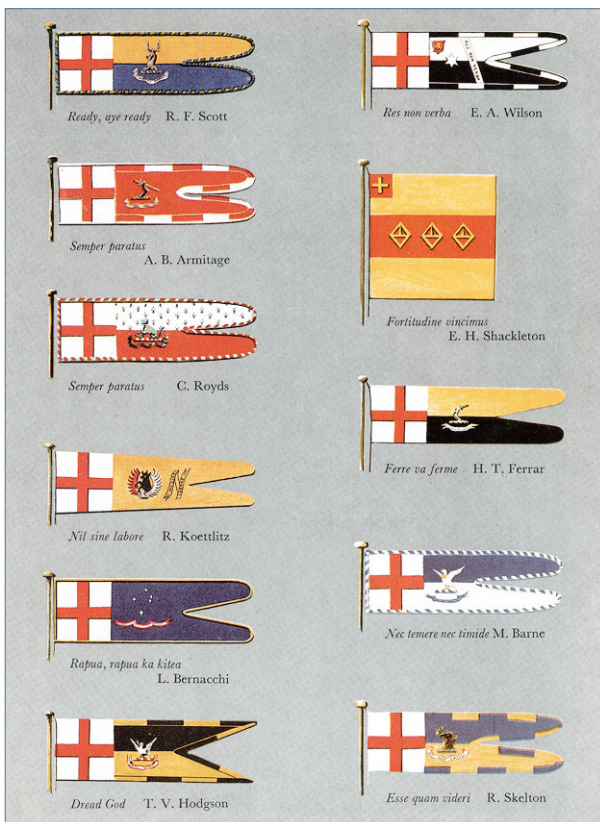 Ready, aye ready R. F. Scott
Semper paratus
A. B. Armitage
Semper paratus C. Royds
Nil sine labore R. Koettlitz
Rapua, rapua ka kitea
L. Bernacchi
Dread God T. V. Hodgson
Res non verba E. A. Wilson
Fortitudine vincimus
E. H. Shackleton
Ferre va ferme H. T. Ferrar
Nec temere nec timide M. Barne
Esse quam videri R. Skelton